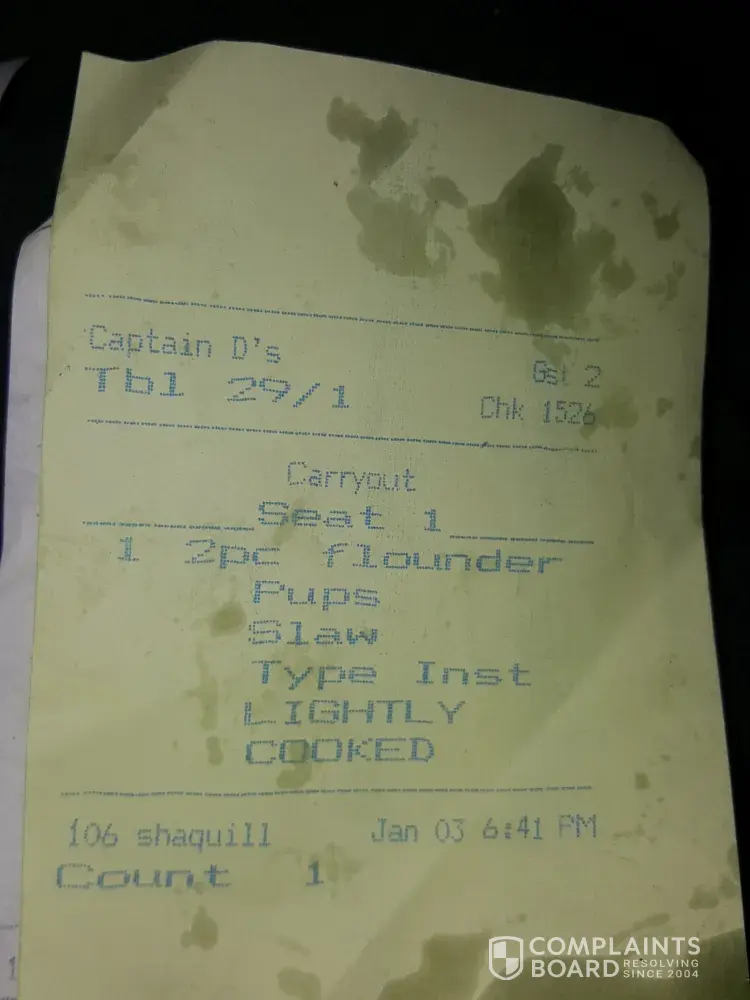 Captain D's
Gst 2
Tbl 29/1
Chk 1526
Carryout
Seat 1
1 2pc flounder
Pups
Slaw
Type Inst
LIGHTLY
COOKED
106 shaquill Jan 03 6:41 PM
Count 1
COMPLAINTS
BOARD RESOLVING
SINCE 2004
1